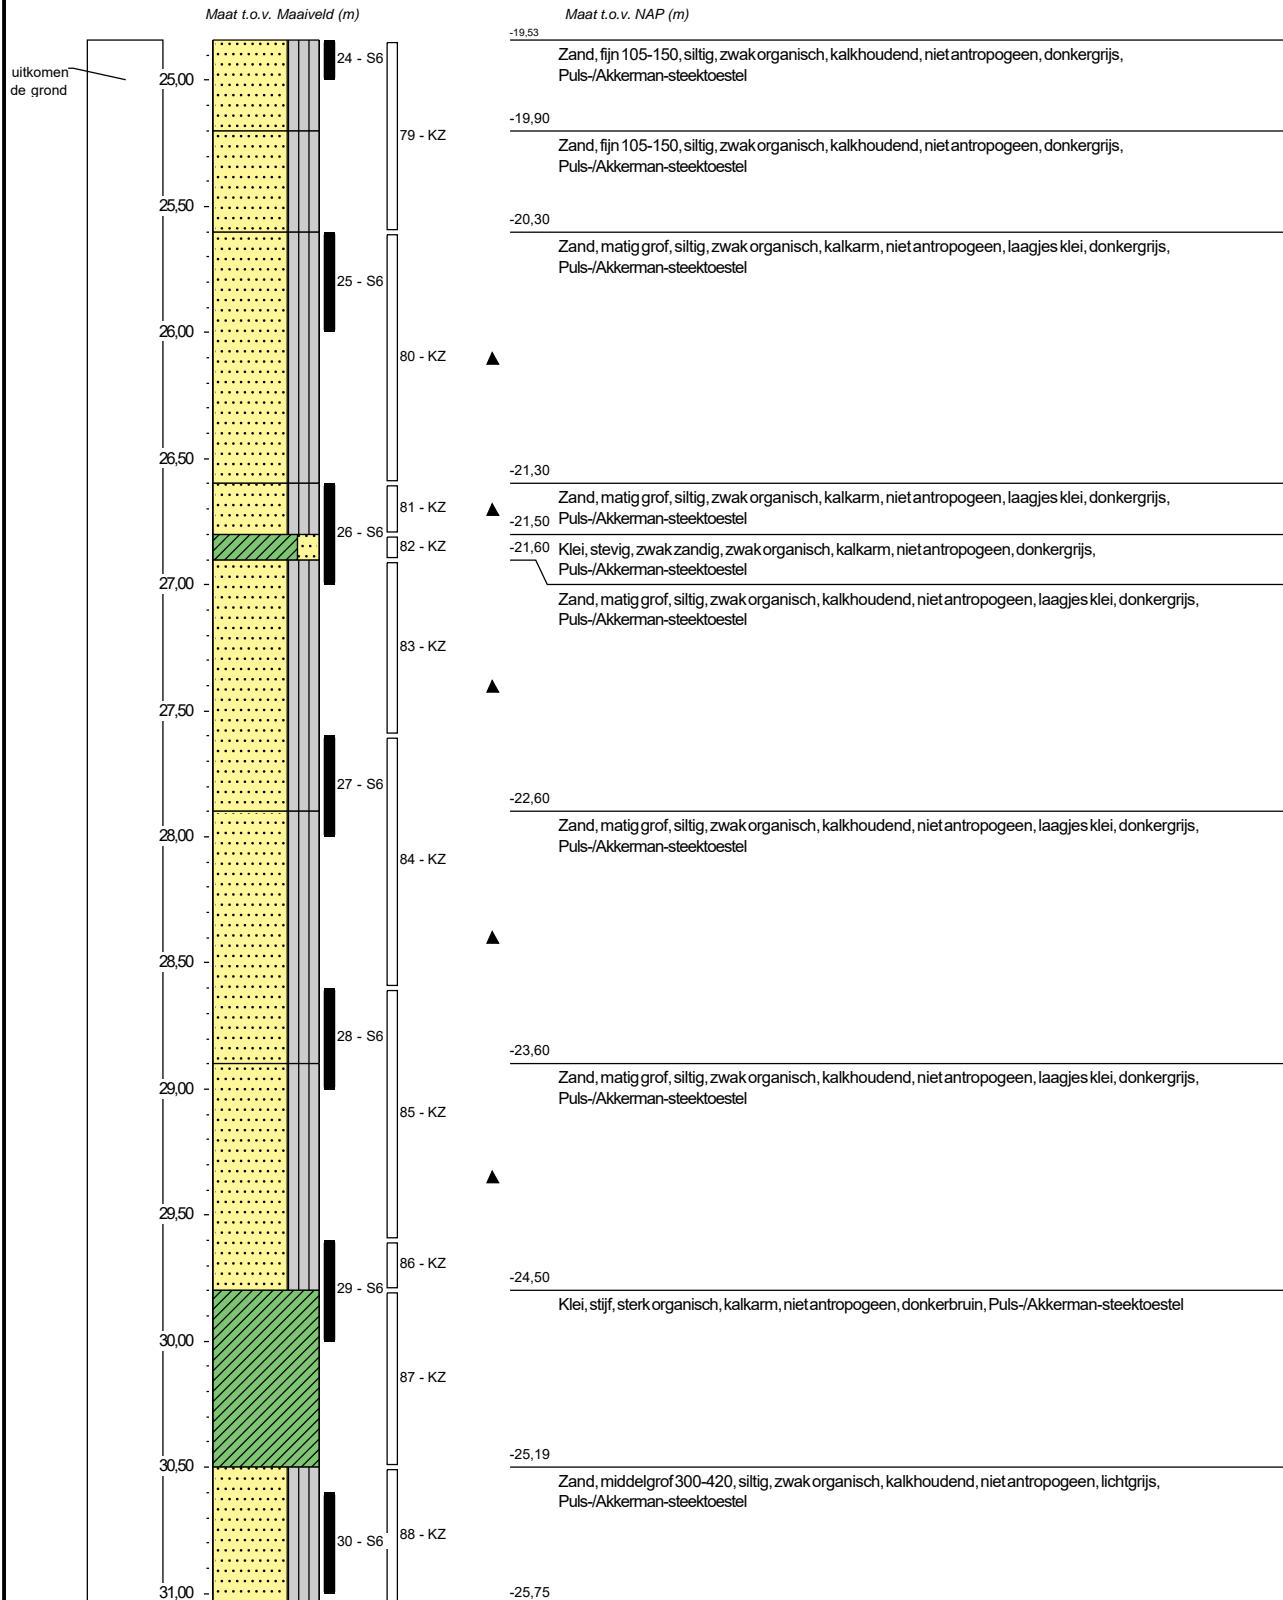 Maat t.o.v. Maaiveld (m)
Maat t.o.v. NAP (m)
uitkomen
de grond
25,00
25,50
26,00
26,50
27,00
27,50
28,00
28,50
29,00
29,50
30,00
30,50
31,00
24 - S6
25 - S6
26 - S6
27 - S6
28 - S6
29 - S6
30 - S6
79 - KZ
80 - KZ
81 - KZ
82 - KZ
83 - KZ
84 - KZ
85 - KZ
86 - KZ
87 - KZ
88 - KZ
-19,53
Zand, fijn 105-150, siltig, zwak organisch, kalkhoudend, niet antropogeen, donkergrijs,
Puls-/Akkerman-steektoestel
-19,90
Zand, fijn 105-150, siltig, zwak organisch, kalkhoudend, niet antropogeen, donkergrijs,
Puls-/Akkerman-steektoestel
-20,30
Zand, matig grof, siltig, zwak organisch, kalkarm, niet antropogeen, laagjes klei, donkergrijs,
Puls-/Akkerman-steektoestel
-21,30
Zand, matig grof, siltig, zwak organisch, kalkarm, niet antropogeen, laagjes klei, donkergrijs,
Puls-/Akkerman-steektoestel
-21,50
-21,60
Klei, stevig, zwak zandig, zwak organisch, kalkarm, niet antropogeen, donkergrijs,
Puls-/Akkerman-steektoestel
Zand, matig grof, siltig, zwak organisch, kalkhoudend, niet antropogeen, laagjes klei, donkergrijs,
Puls-/Akkerman-steektoestel
-22,60
Zand, matig grof, siltig, zwak organisch, kalkhoudend, niet antropogeen, laagjes klei, donkergrijs,
Puls-/Akkerman-steektoestel
-23,60
Zand, matig grof, siltig, zwak organisch, kalkhoudend, niet antropogeen, laagjes klei, donkergrijs,
Puls-/Akkerman-steektoestel
-24,50
Klei, stijf, sterk organisch, kalkarm, niet antropogeen, donkerbruin, Puls-/Akkerman-steektoestel
-25,19
Zand, middelgrof 300-420, siltig, zwak organisch, kalkhoudend, niet antropogeen, lichtgrijs,
Puls-/Akkerman-steektoestel
-25,75